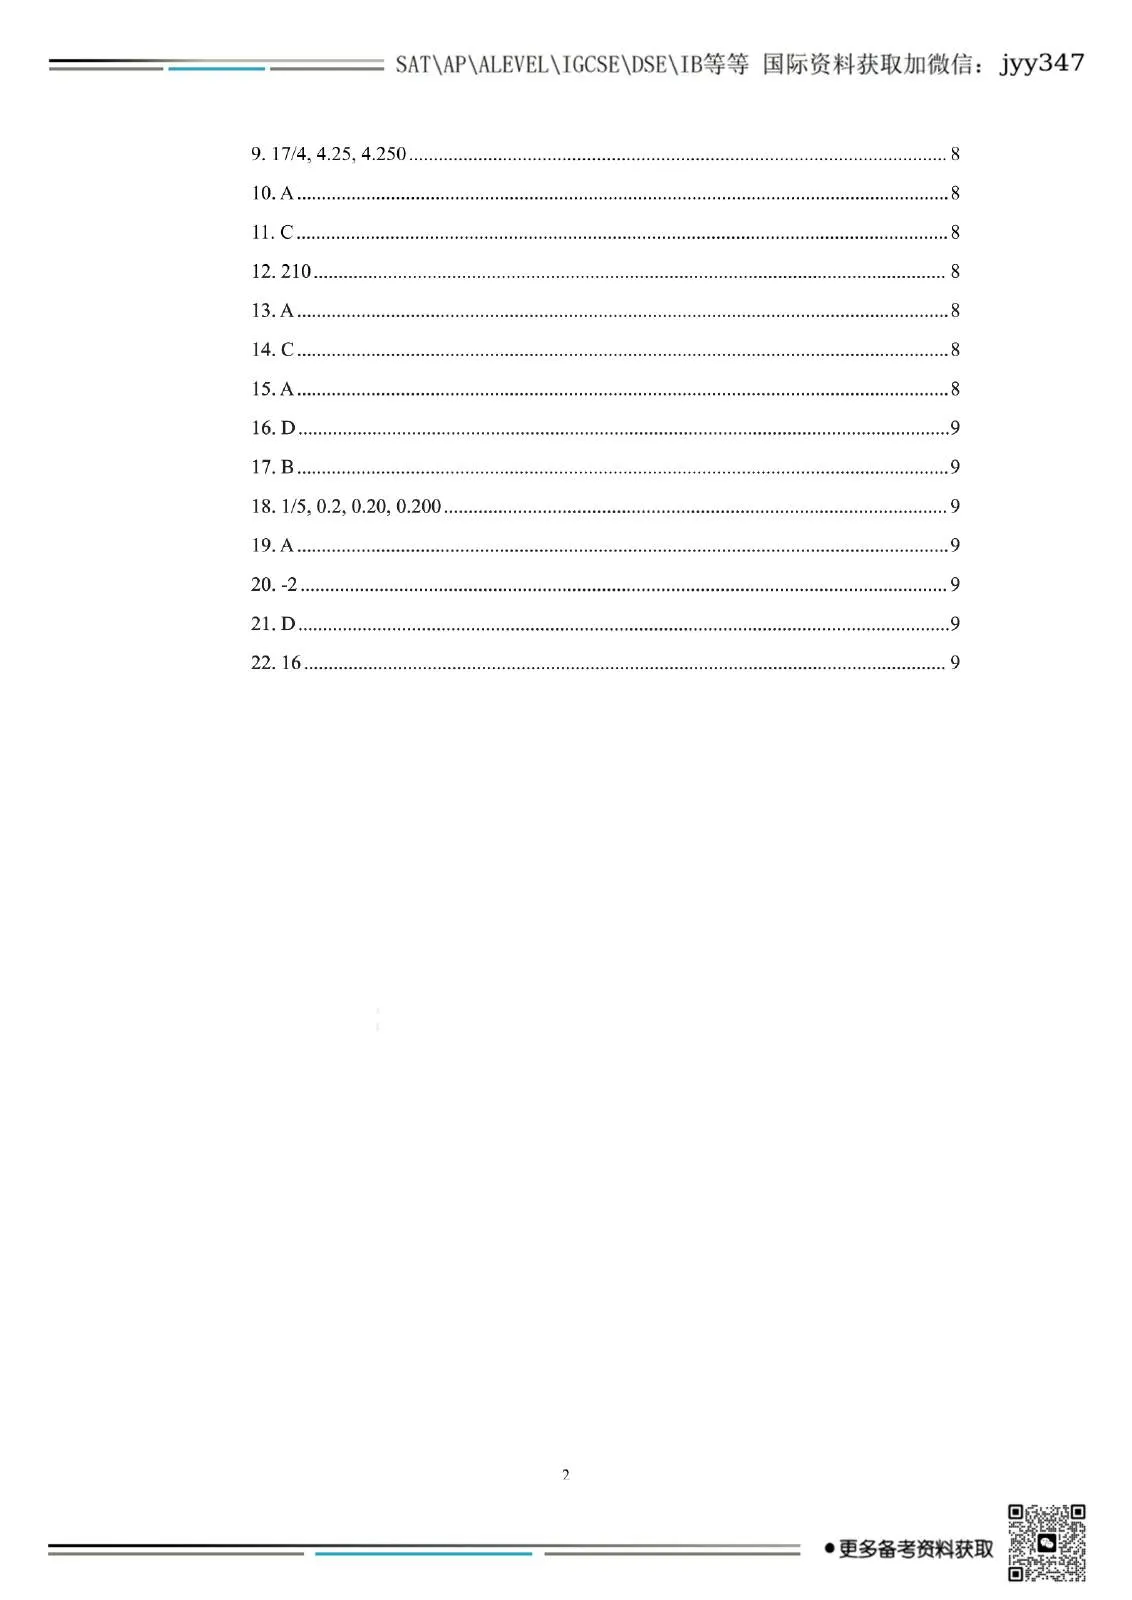 SAT\AP\ALEVEL\IGCSE\DSE\IB等等 国际资料获取加微信：jyy347
9. 17/4, 4.25, 4.250 8
10. A 8
11. C 8
12. 210 8
13. A 8
14. C 8
15. A 8
16. D 9
17. B 9
18. 1/5, 0.2, 0.20, 0.200 9
19. A 9
20. -2 9
21. D 9
22. 16 9
2
●更多备考资料获取